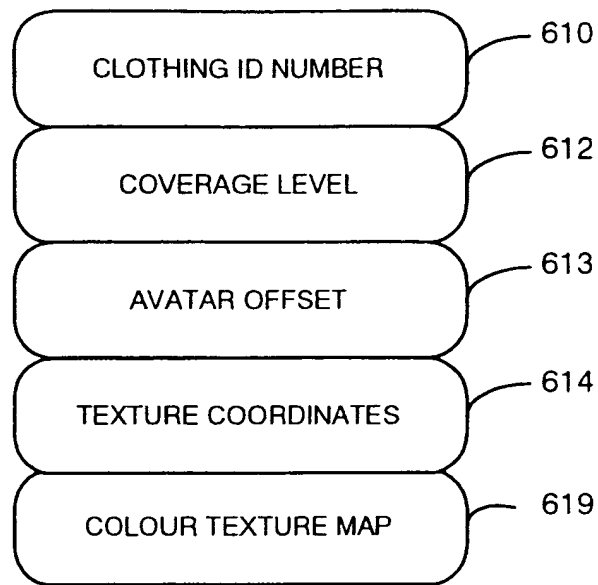 CLOTHING ID NUMBER
610
COVERAGE LEVEL
612
AVATAR OFFSET
613
TEXTURE COORDINATES
614
COLOUR TEXTURE MAP
619